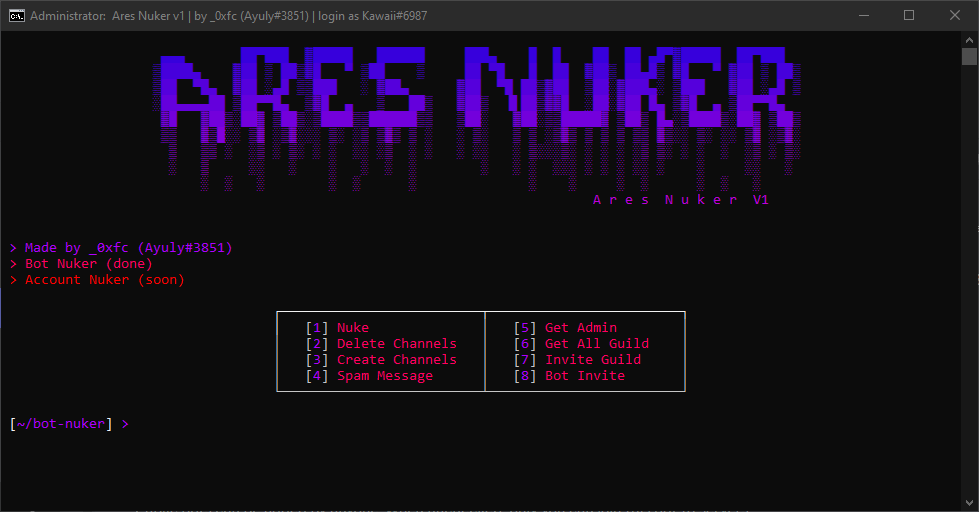 Administrator:  Ares Nuker v1 | by _0xfc (Ayuly#3851) | login as Kawaii#6987
ARES NUKER
Ares Nuker V1
> Made by _0xfc (Ayuly#3851)
> Bot Nuker (done)
> Account Nuker (soon)
[1] Nuke [5] Get Admin
[2] Delete Channels [6] Get All Guild
[3] Create Channels [7] Invite Guild
[4] Spam Message [8] Bot Invite
[~/bot-nuker] >